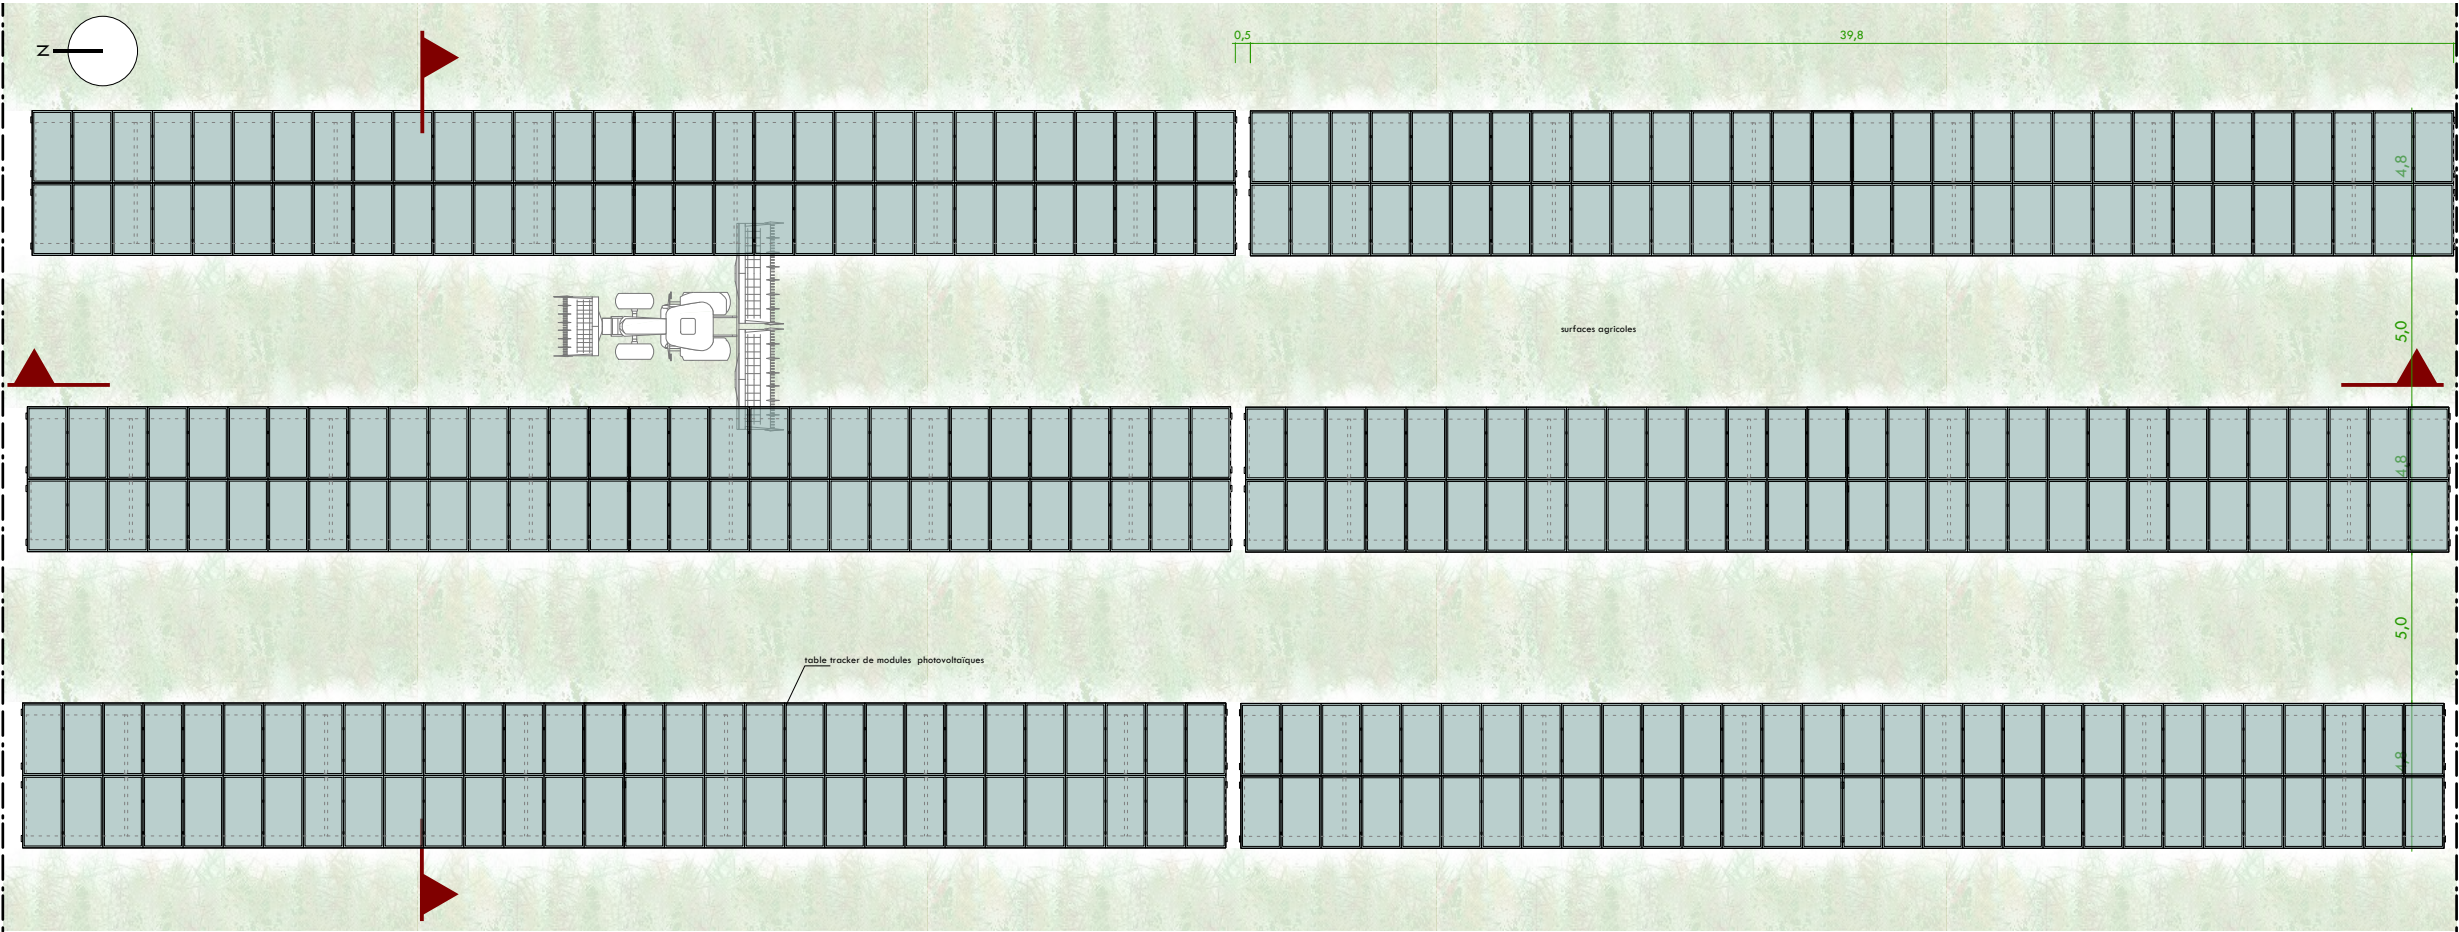 0,5
39,8
N
4,8
surfaces agricoles
5,0
4,8
5,0
table tracker de modules photovoltaïques
4,8